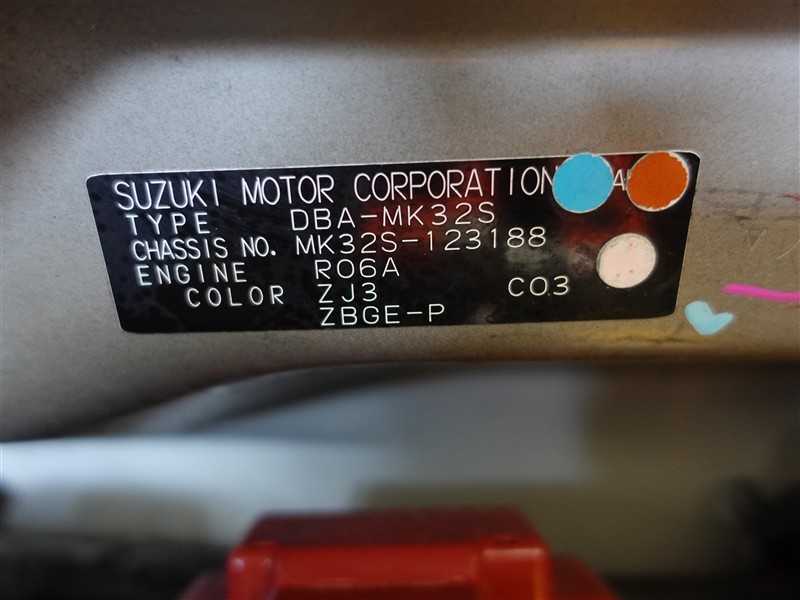 SUZUKI MOTOR CORPORATION
TYPE DBA-MK32S
CHASSIS NO. MK32S-123188
ENGINE R06A
COLOR ZJ3 C03
ZBGE-P